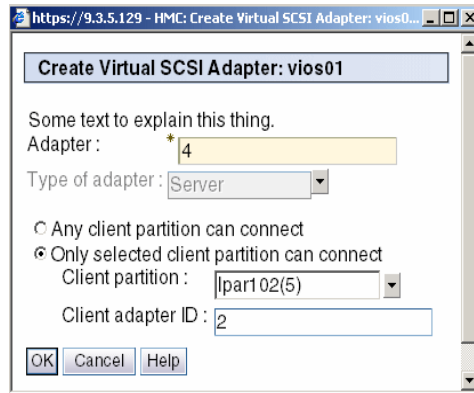 https://9.3.5.129 - HMC: Create Virtual SCSI Adapter: vios0...
Create Virtual SCSI Adapter: vios01
Some text to explain this thing.
Adapter : * 4
Type of adapter : Server
Any client partition can connect
Only selected client partition can connect
Client partition : lpar102(5)
Client adapter ID : 2
OK Cancel Help